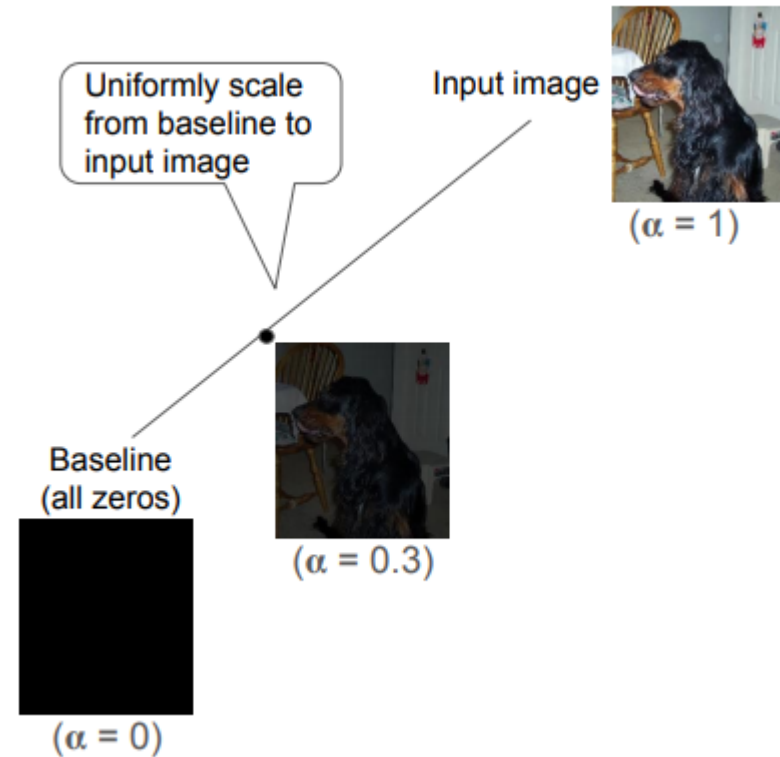 Uniformly scale
from baseline to
input image
Input image
(α = 1)
(α = 0.3)
Baseline
(all zeros)
(α = 0)